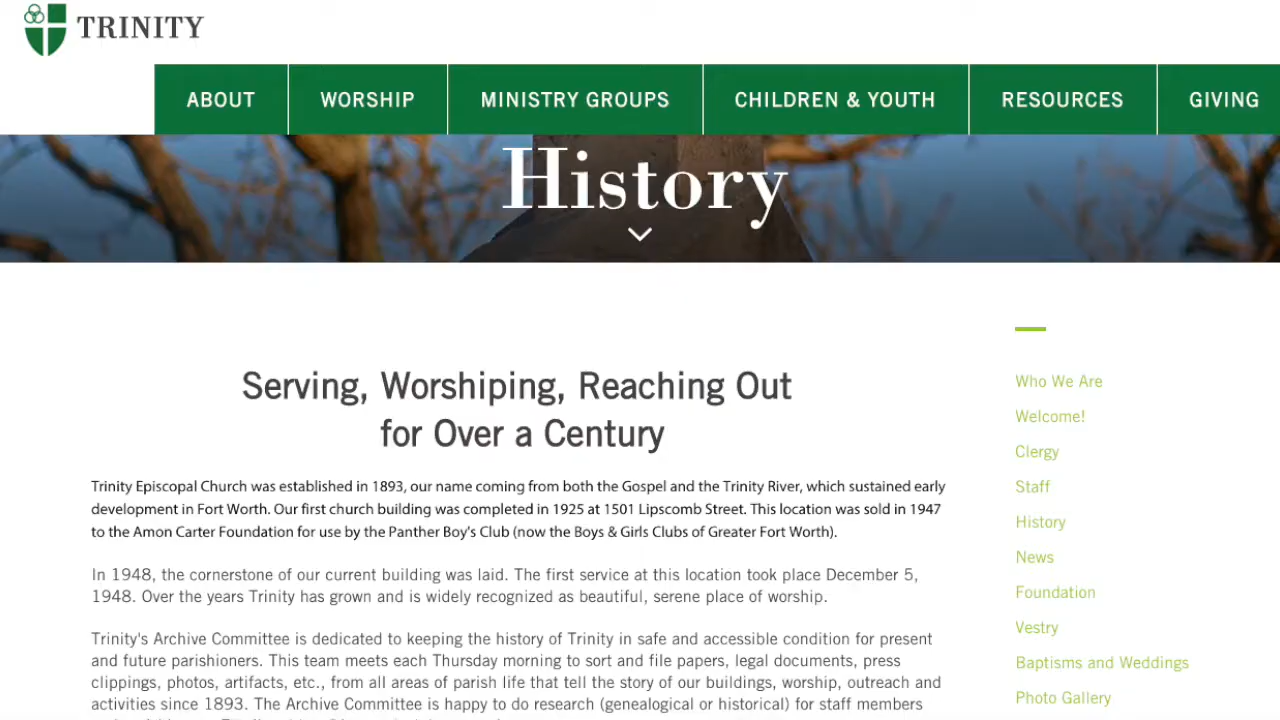 TRINITY
ABOUT
WORSHIP
MINISTRY GROUPS
CHILDREN & YOUTH
RESOURCES
GIVING
History
Serving, Worshiping, Reaching Out
for Over a Century
Trinity Episcopal Church was established in 1893, our name coming from both the Gospel and the Trinity River, which sustained early
development in Fort Worth. Our first church building was completed in 1925 at 1501 Lipscomb Street. This location was sold in 1947
to the Amon Carter Foundation for use by the Panther Boy's Club (now the Boys & Girls Clubs of Greater Fort Worth).
In 1948, the cornerstone of our current building was laid. The first service at this location took place December 5,
1948. Over the years Trinity has grown and is widely recognized as beautiful, serene place of worship.
Trinity's Archive Committee is dedicated to keeping the history of Trinity in safe and accessible condition for present
and future parishioners. This team meets each Thursday morning to sort and file papers, legal documents, press
clippings, photos, artifacts, etc., from all areas of parish life that tell the story of our buildings, worship, outreach and
activities since 1893. The Archive Committee is happy to do research (genealogical or historical) for staff members
Who We Are
Welcome!
Clergy
Staff
History
News
Foundation
Vestry
Baptisms and Weddings
Photo Gallery